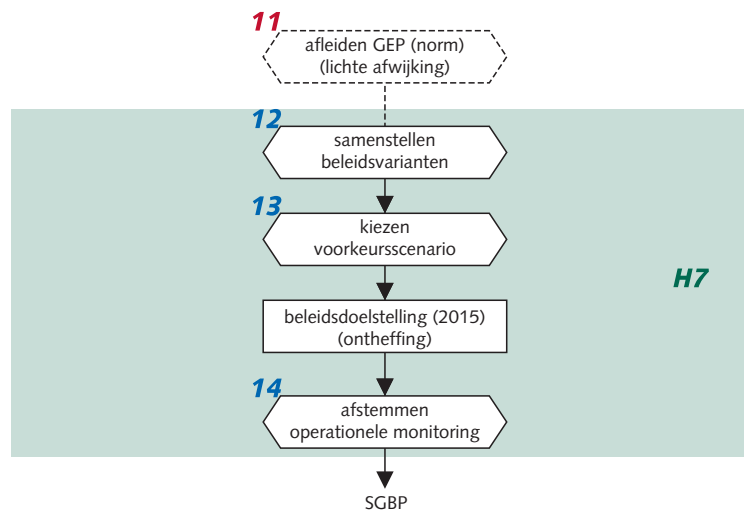 11
afleiden GEP (norm)
(lichte afwijking)
12
samenstellen
beleidsvarianten
13
kiezen
voorkeursscenario
H7
beleidsdoelstelling (2015)
(ontheffing)
14
afstemmen
operationele monitoring
SGBP